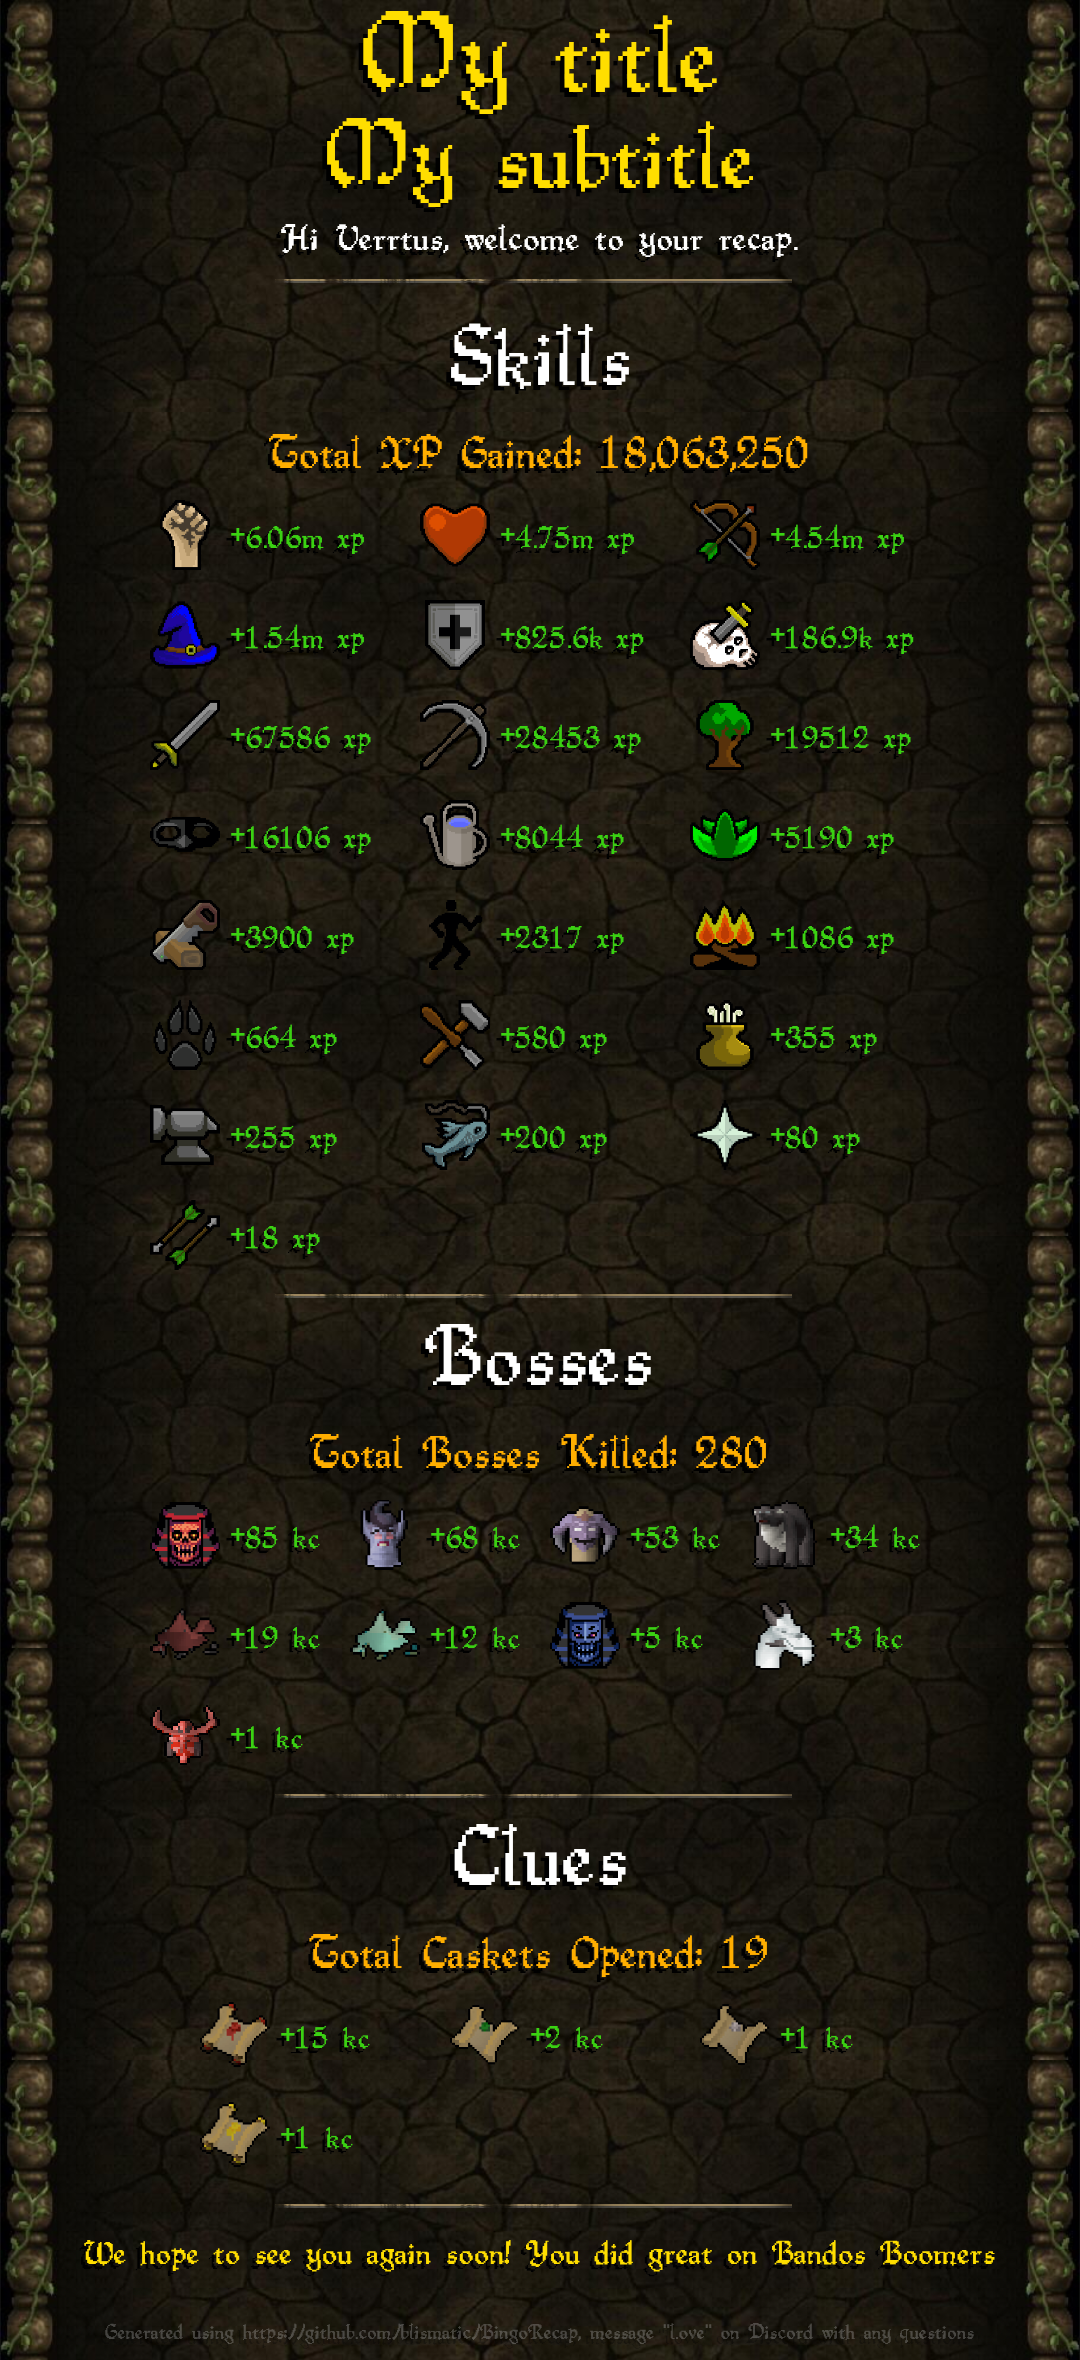 My title
My subtitle
Hi Verrtus, welcome to your recap.
Skills
Total XP Gained: 18,063,250
+6.06m xp +4.75m xp +4.54m xp
+1.54m xp +825.6k xp +186.9k xp
+67586 xp +28453 xp +19512 xp
+16106 xp +8044 xp +5190 xp
+3900 xp +2317 xp +1086 xp
+664 xp +580 xp +355 xp
+255 xp +200 xp +80 xp
+18 xp
Bosses
Total Bosses Killed: 280
+85 kc +68 kc +53 kc +34 kc
+19 kc +12 kc +5 kc +3 kc
+1 kc
Clues
Total Caskets Opened: 19
+15 kc +2 kc +1 kc
+1 kc
We hope to see you again soon! You did great on Bandos Boomers
Generated using https://github.com/blismatic/BingoRecap, message "love" on Discord with any questions